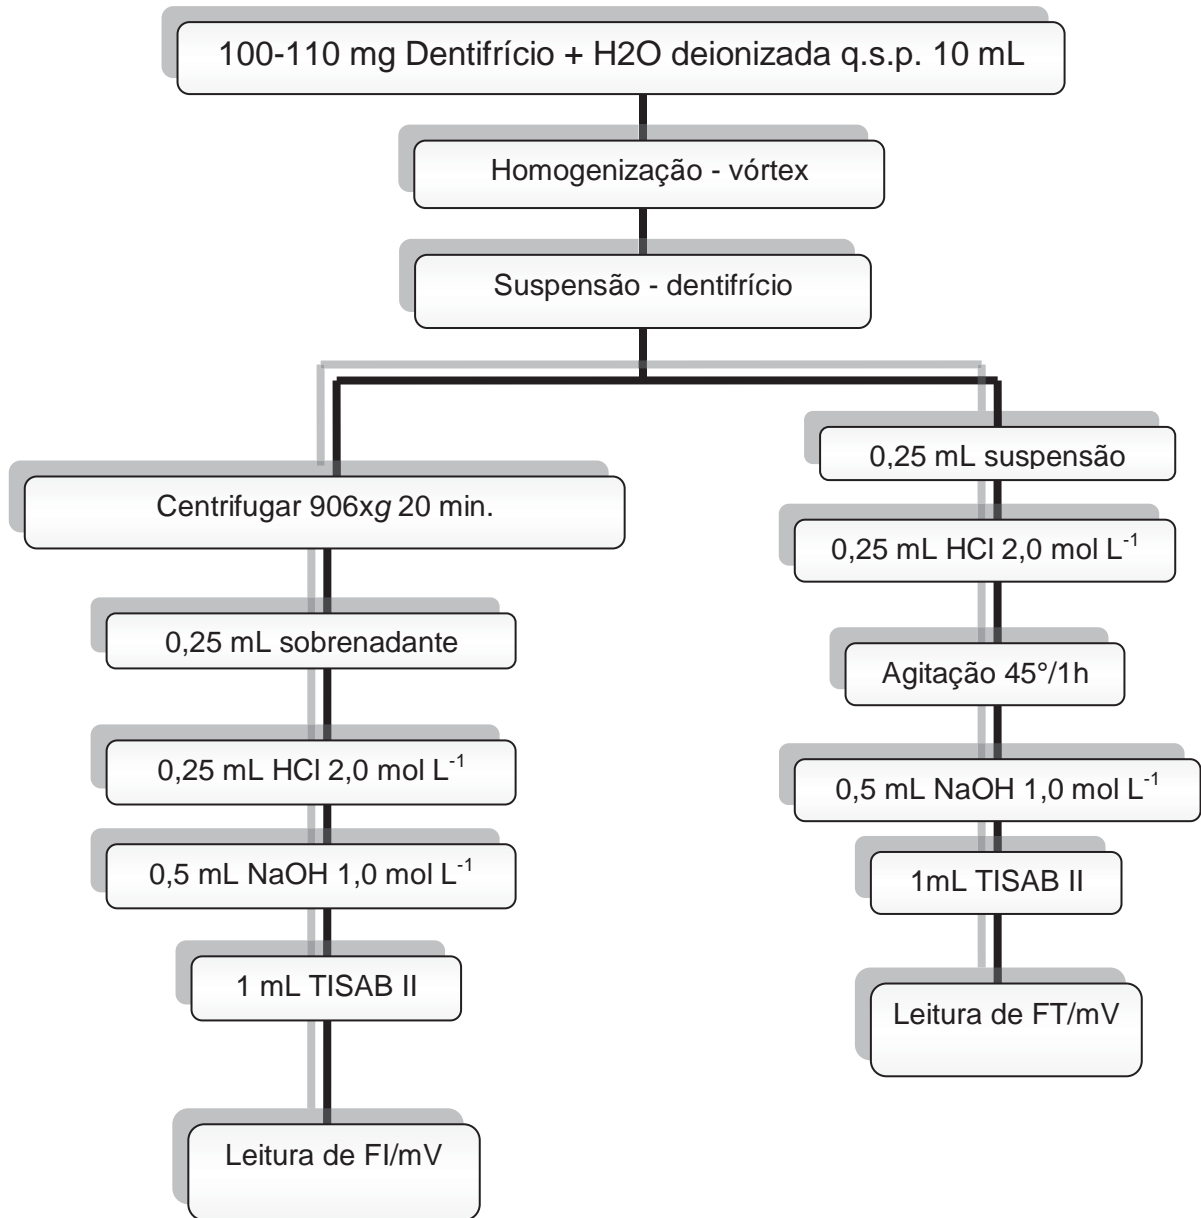 100-110 mg Dentifrício + H2O deionizada q.s.p. 10 mL
Homogenização - vórtex
Suspensão - dentifrício
Centrifugar 906xg 20 min.
0,25 mL sobrenadante
0,25 mL HCl 2,0 mol L⁻¹
0,5 mL NaOH 1,0 mol L⁻¹
1 mL TISAB II
Leitura de FI/mV
0,25 mL suspensão
0,25 mL HCl 2,0 mol L⁻¹
Agitação 45°/1h
0,5 mL NaOH 1,0 mol L⁻¹
1mL TISAB II
Leitura de FT/mV